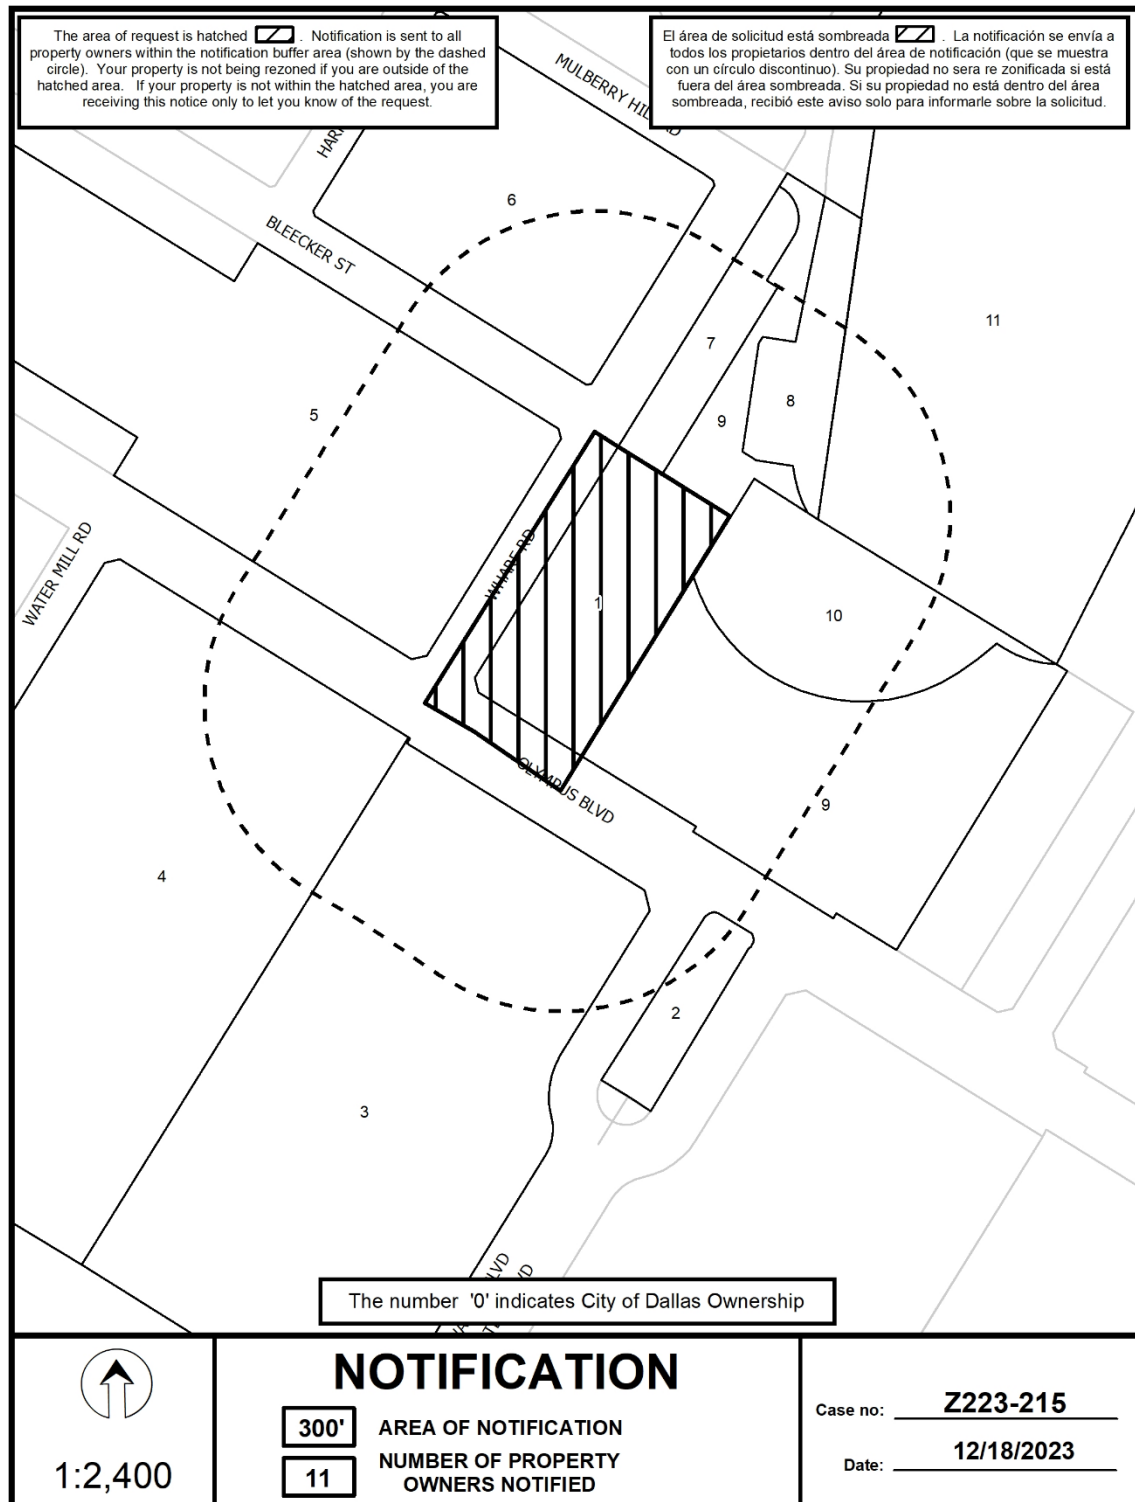 The area of request is hatched . Notification is sent to all
property owners within the notification buffer area (shown by the dashed
circle). Your property is not being rezoned if you are outside of the
hatched area. If your property is not within the hatched area, you are
receiving this notice only to let you know of the request.
El área de solicitud está sombreada . La notificación se envía a
todos los propietarios dentro del área de notificación (que se muestra
con un círculo discontinuo). Su propiedad no sera re zonificada si está
fuera del área sombreada. Si su propiedad no está dentro del área
sombreada, recibió este aviso solo para informarle sobre la solicitud.
MULBERRY HILL RD
6
BLEECKER ST
11
7
8
5
9
WHARF RD
WATER MILL RD
1
10
OLYMPUS BLVD
9
4
2
3
The number '0' indicates City of Dallas Ownership
1:2,400
NOTIFICATION
300' AREA OF NOTIFICATION
11 NUMBER OF PROPERTY
OWNERS NOTIFIED
Case no: Z223-215
Date: 12/18/2023